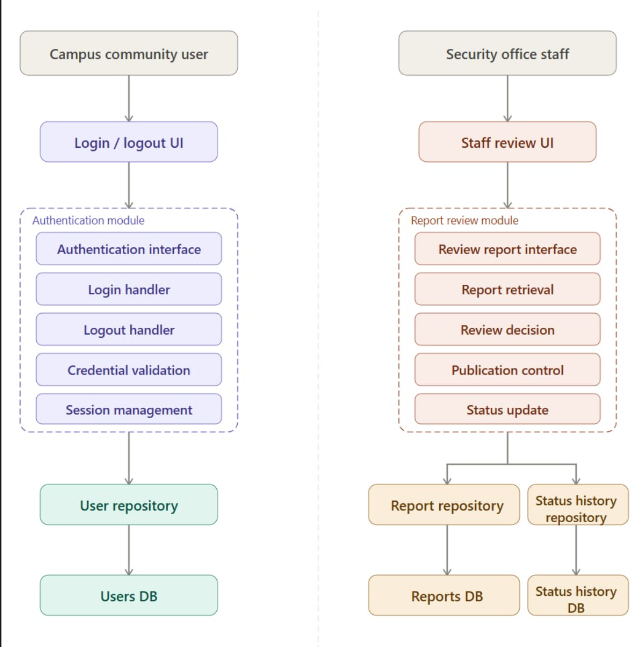 Campus community user
Login / logout UI
Authentication module
Authentication interface
Login handler
Logout handler
Credential validation
Session management
User repository
Users DB
Security office staff
Staff review UI
Report review module
Review report interface
Report retrieval
Review decision
Publication control
Status update
Report repository
Status history
repository
Reports DB
Status history
DB